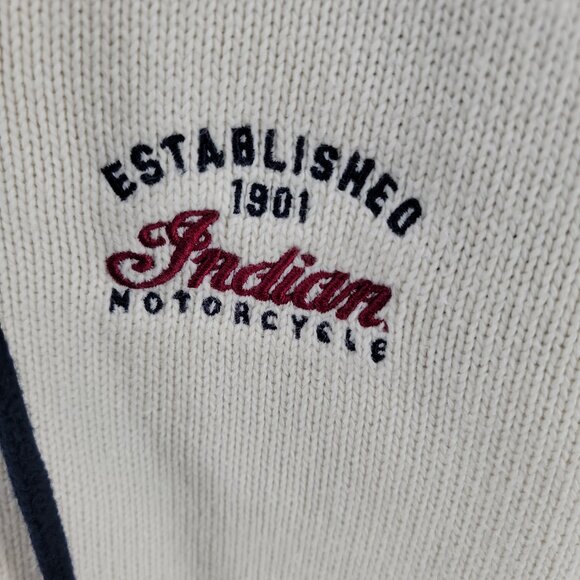 ESTABLISHED
1901
Indian
MOTORCYCLE